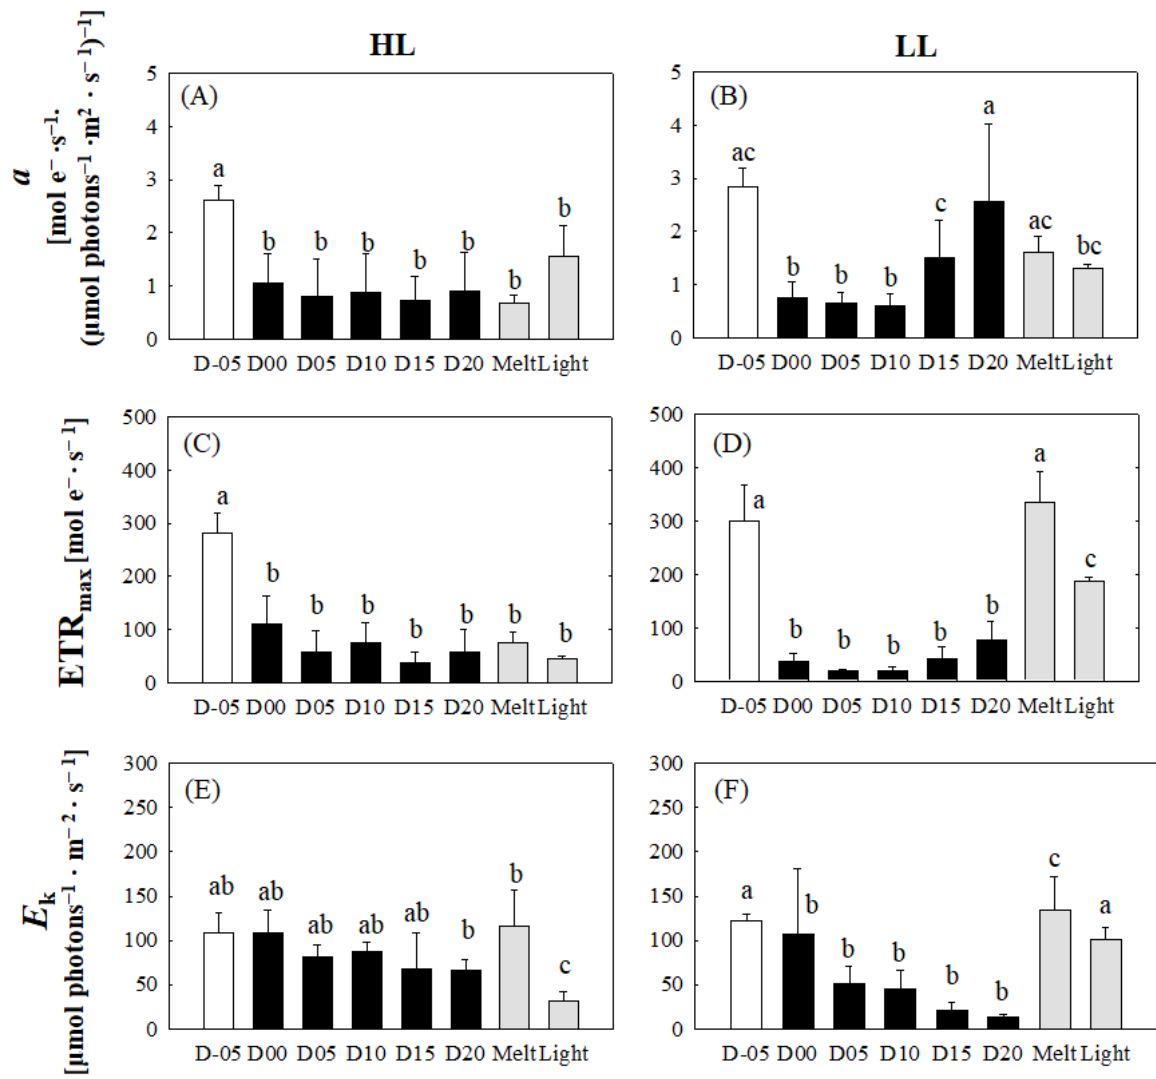 HL
LL
a
[mol e⁻ ·s⁻¹·
(μmol photons⁻¹ ·m² · s⁻¹)⁻¹]
(A)
5
4
3
2
1
0
a
b
b
b
b
b
b
b
D-05 D00 D05 D10 D15 D20 Melt Light
(B)
5
4
3
2
1
0
ac
b
b
b
c
a
ac
bc
D-05 D00 D05 D10 D15 D20 Melt Light
ETRmax [mol e⁻ · s⁻¹]
(C)
500
400
300
200
100
0
a
b
b
b
b
b
b
b
D-05 D00 D05 D10 D15 D20 Melt Light
(D)
500
400
300
200
100
0
a
b
b
b
b
b
a
c
D-05 D00 D05 D10 D15 D20 Melt Light
Ek
[μmol photons⁻¹ · m⁻² · s⁻¹]
(E)
300
250
200
150
100
50
0
ab
ab
ab
ab
ab
b
b
c
D-05 D00 D05 D10 D15 D20 Melt Light
(F)
300
250
200
150
100
50
0
a
b
b
b
b
b
c
a
D-05 D00 D05 D10 D15 D20 Melt Light